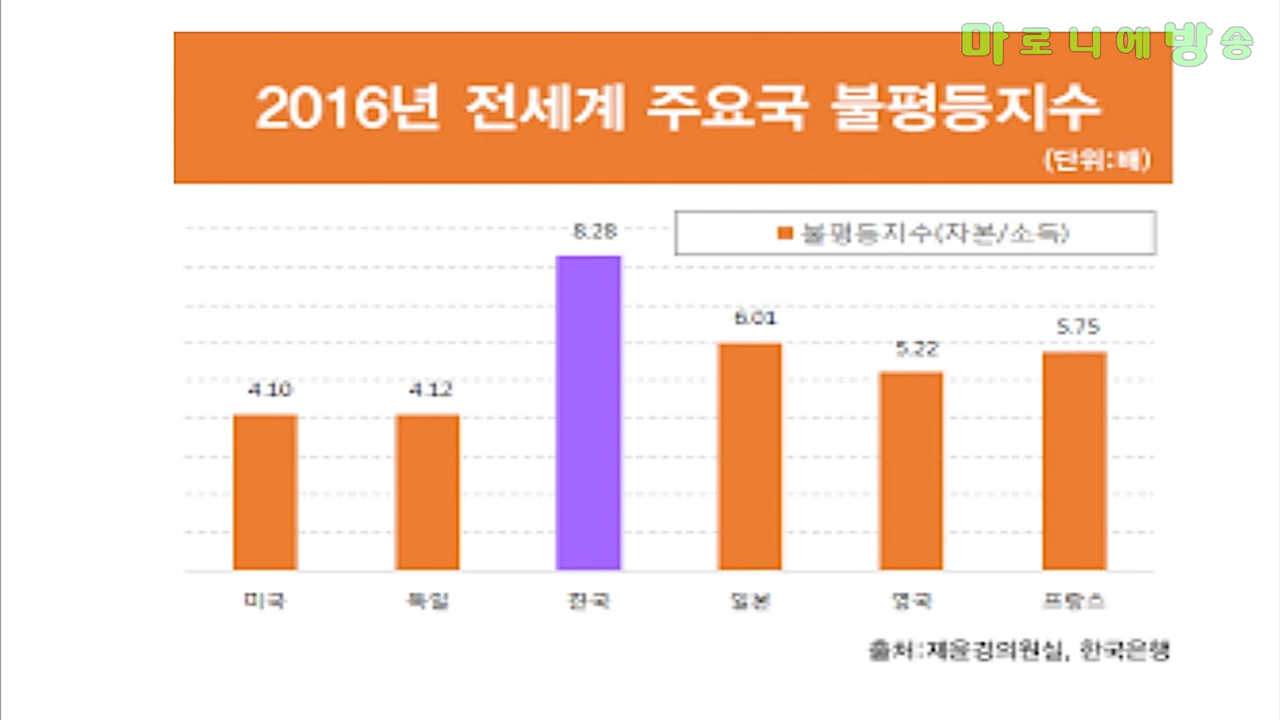 마로니에방송
2016년 전세계 주요국 불평등지수
(단위:배)
불평등지수(자본/소득)
8.28
6.01
5.75
5.22
4.10
4.12
미국 독일 한국 일본 영국 프랑스
출처:제윤경의원실, 한국은행